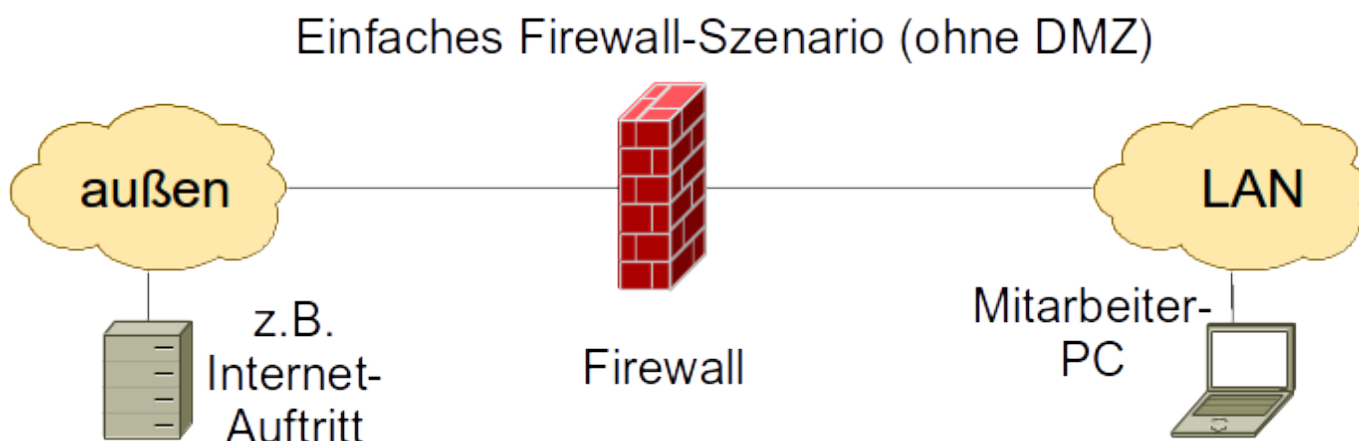 Einfaches Firewall-Szenario (ohne DMZ)
außen
LAN
z.B.
Internet-
Auftritt
Firewall
Mitarbeiter-
PC